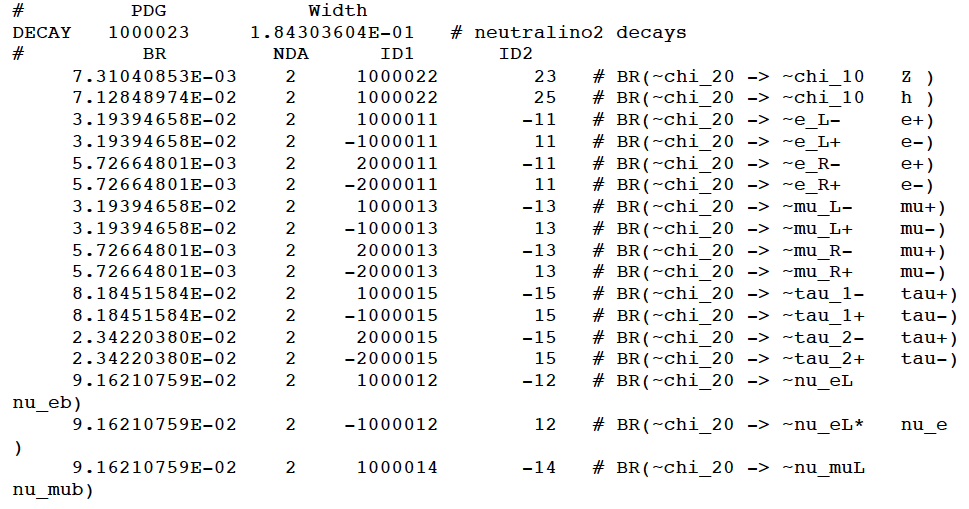 #         PDG            Width
DECAY   1000023     1.84303604E-01   # neutralino2 decays
#          BR         NDA      ID1       ID2
     7.31040853E-03    2     1000022        23   # BR(~chi_20 -> ~chi_10   Z )
     7.12848974E-02    2     1000022        25   # BR(~chi_20 -> ~chi_10   h )
     3.19394658E-02    2     1000011       -11   # BR(~chi_20 -> ~e_L-     e+)
     3.19394658E-02    2    -1000011        11   # BR(~chi_20 -> ~e_L+     e-)
     5.72664801E-03    2     2000011       -11   # BR(~chi_20 -> ~e_R-     e+)
     5.72664801E-03    2    -2000011        11   # BR(~chi_20 -> ~e_R+     e-)
     3.19394658E-02    2     1000013       -13   # BR(~chi_20 -> ~mu_L-    mu+)
     3.19394658E-02    2    -1000013        13   # BR(~chi_20 -> ~mu_L+    mu-)
     5.72664801E-03    2     2000013       -13   # BR(~chi_20 -> ~mu_R-    mu+)
     5.72664801E-03    2    -2000013        13   # BR(~chi_20 -> ~mu_R+    mu-)
     8.18451584E-02    2     1000015       -15   # BR(~chi_20 -> ~tau_1-   tau+)
     8.18451584E-02    2    -1000015        15   # BR(~chi_20 -> ~tau_1+   tau-)
     2.34220380E-02    2     2000015       -15   # BR(~chi_20 -> ~tau_2-   tau+)
     2.34220380E-02    2    -2000015        15   # BR(~chi_20 -> ~tau_2+   tau-)
     9.16210759E-02    2     1000012       -12   # BR(~chi_20 -> ~nu_eL
nu_eb)
     9.16210759E-02    2    -1000012        12   # BR(~chi_20 -> ~nu_eL*   nu_e
)
     9.16210759E-02    2     1000014       -14   # BR(~chi_20 -> ~nu_muL
nu_mub)